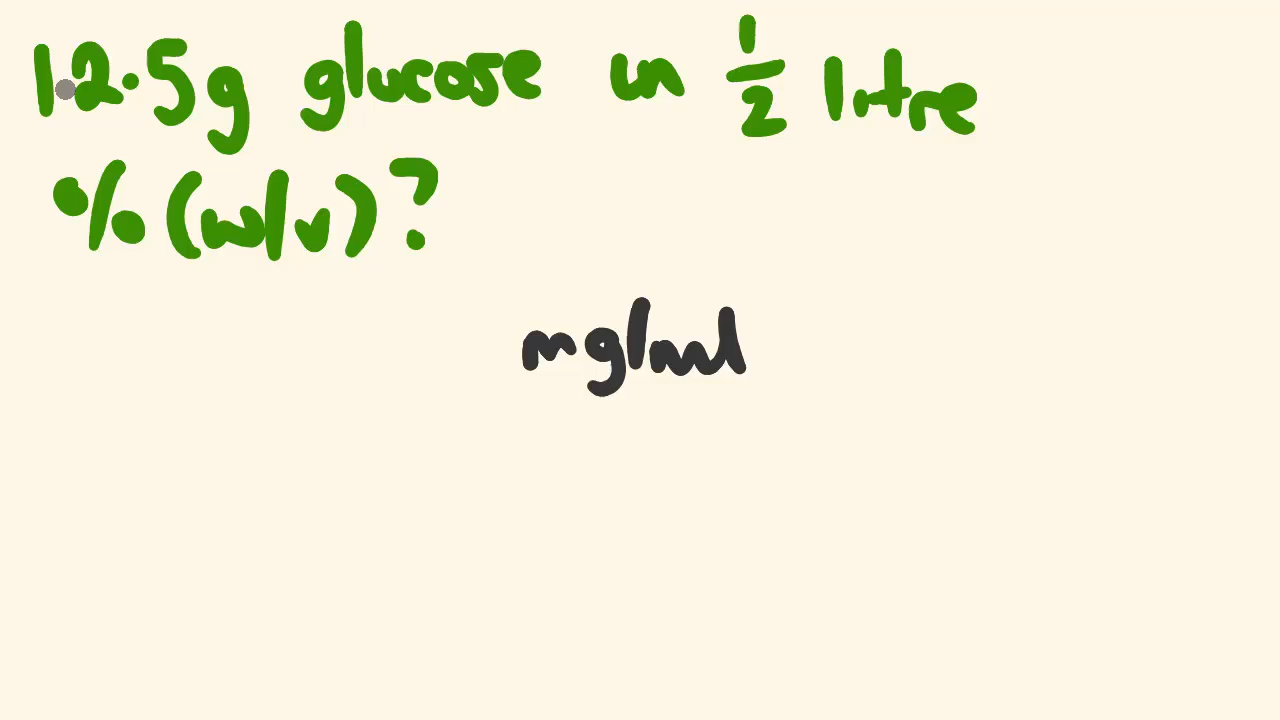 12.5g glucose in ½ litre
% (w/v)?
mg/ml